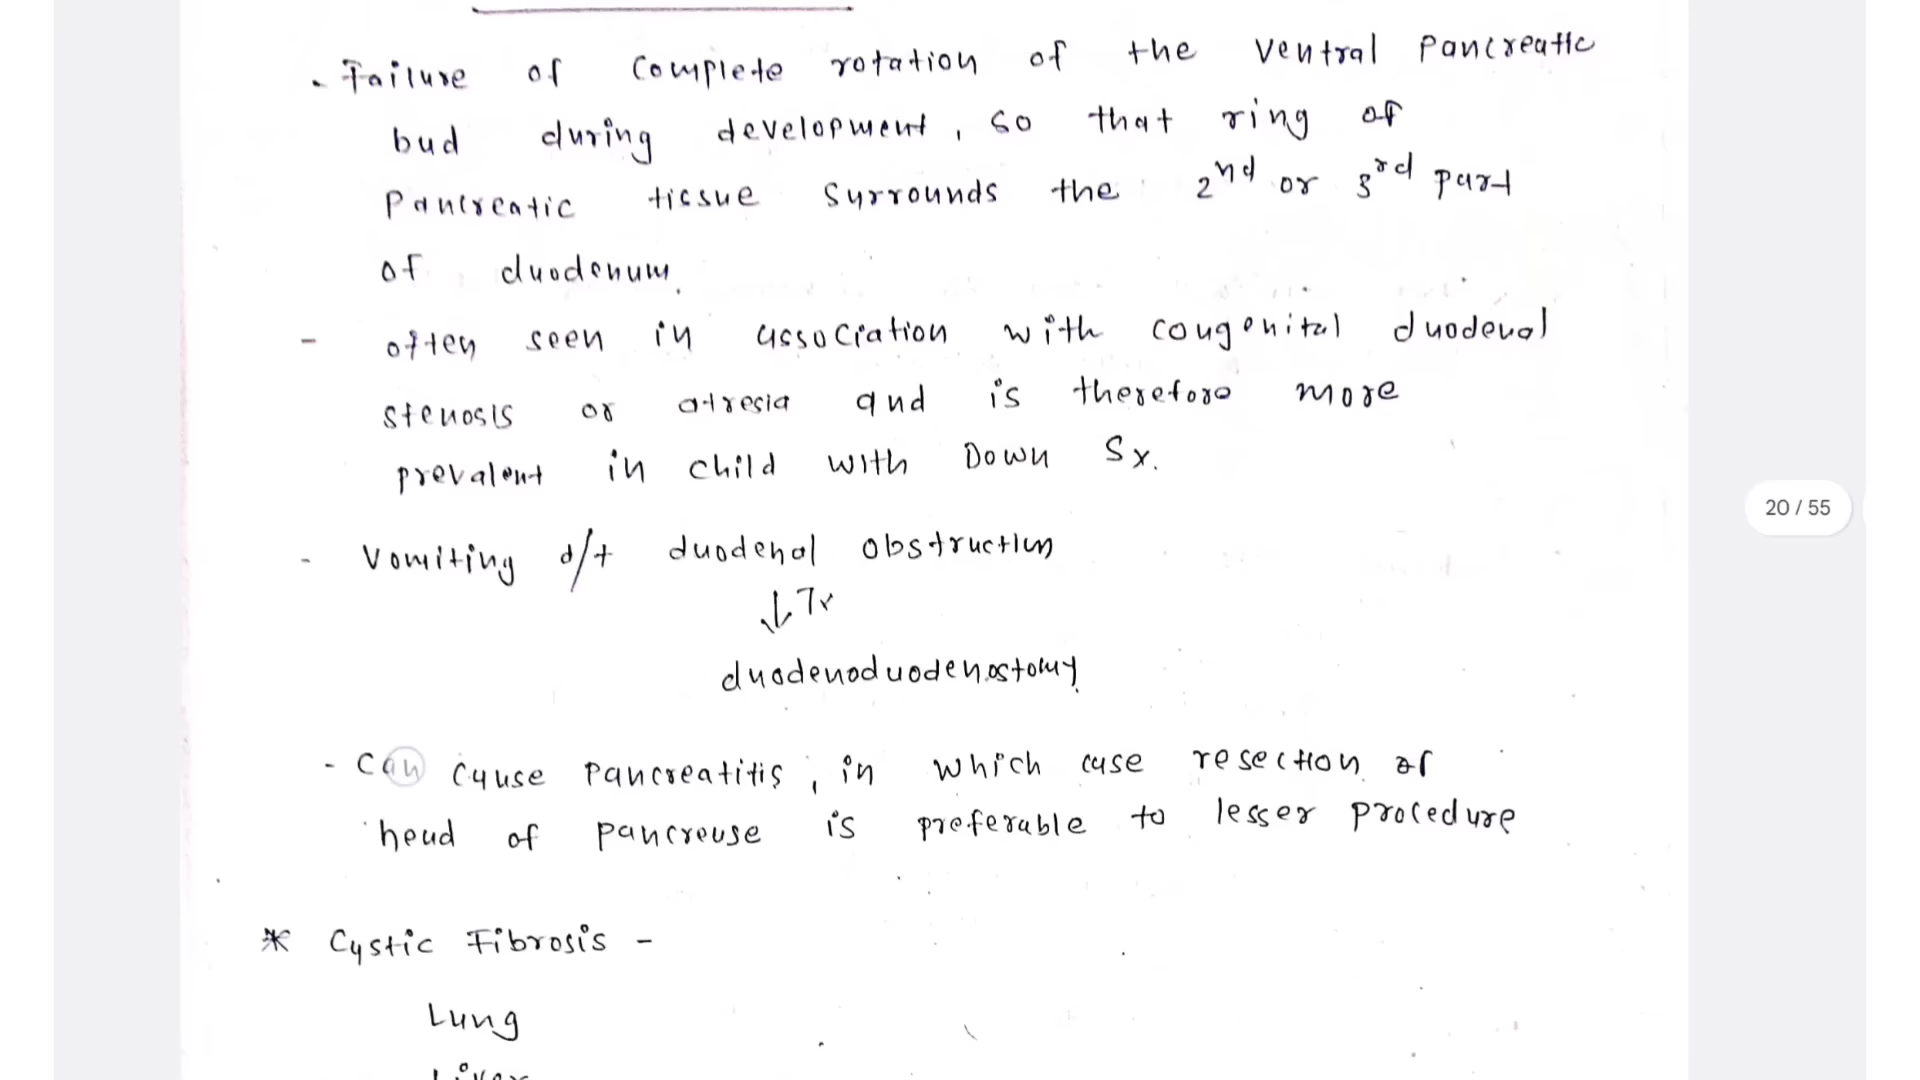 - Failure of complete rotation of the ventral pancreatic
bud during development, so that ring of
pancreatic tissue surrounds the 2nd or 3rd part
of duodenum.
- often seen in association with congenital duodenal
stenosis or atresia and is therefore more
prevalent in child with Down Sx.
- Vomiting d/t duodenal obstruction
↓ Tx
duodenoduodenostomy
- Can cause pancreatitis, in which case resection of
head of pancrease is preferable to lesser procedure
* Cystic Fibrosis -
Lung
Liver
20 / 55